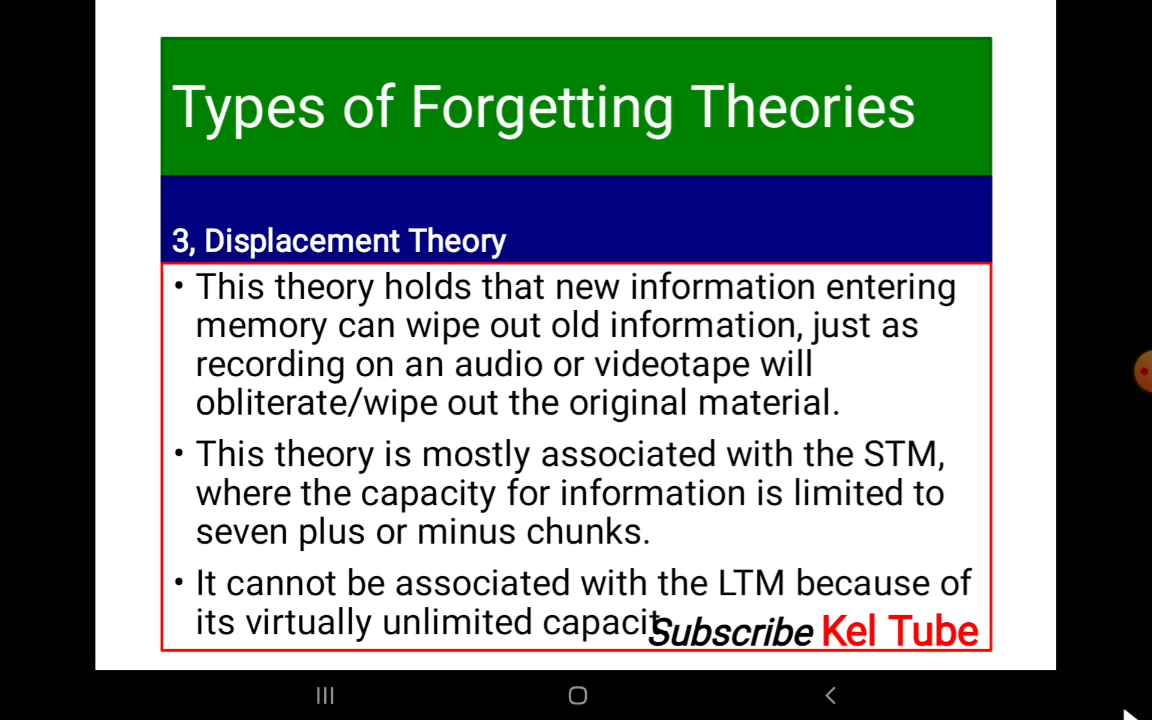 Types of Forgetting Theories
3, Displacement Theory
• This theory holds that new information entering
memory can wipe out old information, just as
recording on an audio or videotape will
obliterate/wipe out the original material.
• This theory is mostly associated with the STM,
where the capacity for information is limited to
seven plus or minus chunks.
• It cannot be associated with the LTM because of
its virtually unlimited capacit
Subscribe Kel Tube